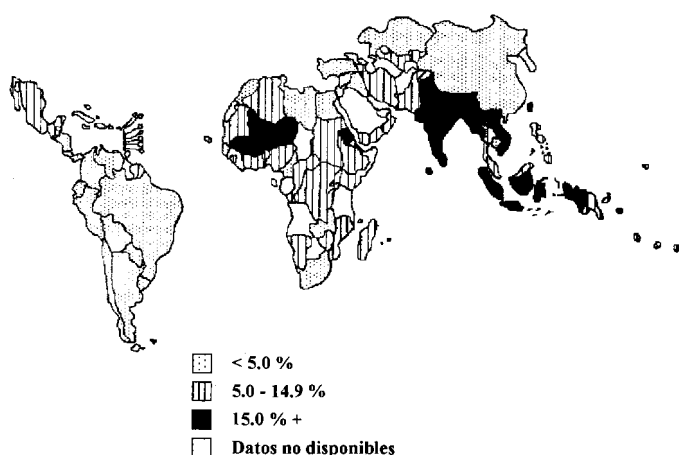 < 5.0 %
5.0 - 14.9 %
15.0 % +
Datos no disponibles